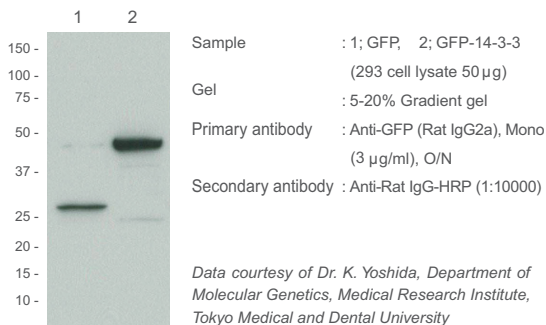 1 2
150 -
100 -
75 -
50 -
37 -
25 -
20 -
15 -
10 -
Sample : 1; GFP, 2; GFP-14-3-3
(293 cell lysate 50 μg)
Gel
: 5-20% Gradient gel
Primary antibody : Anti-GFP (Rat IgG2a), Mono
(3 μg/ml), O/N
Secondary antibody : Anti-Rat IgG-HRP (1:10000)
Data courtesy of Dr. K. Yoshida, Department of
Molecular Genetics, Medical Research Institute,
Tokyo Medical and Dental University